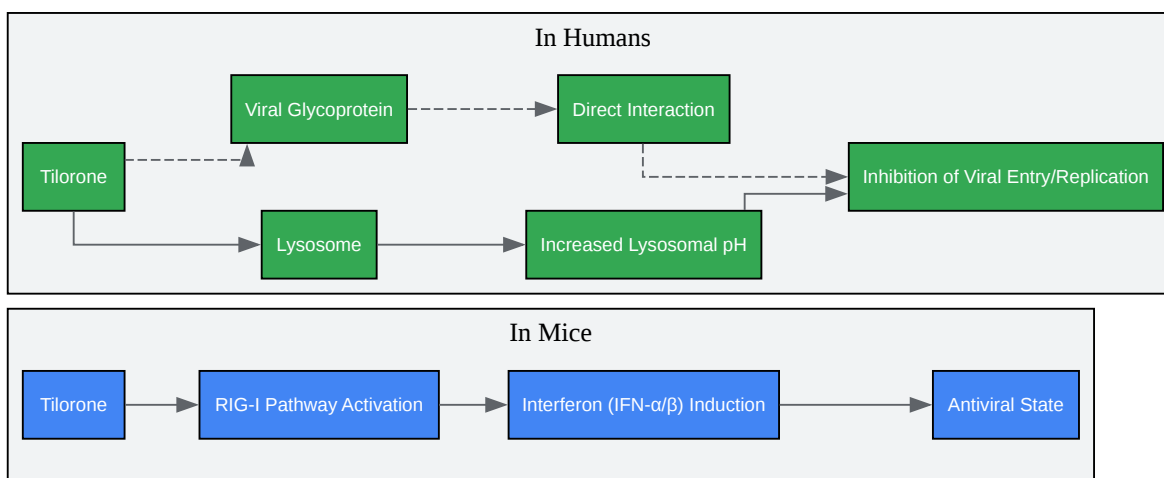 In Humans
Viral Glycoprotein
Direct Interaction
Tilorone
Inhibition of Viral Entry/Replication
Lysosome
Increased Lysosomal pH
In Mice
Tilorone
RIG-I Pathway Activation
Interferon (IFN-α/β) Induction
Antiviral State